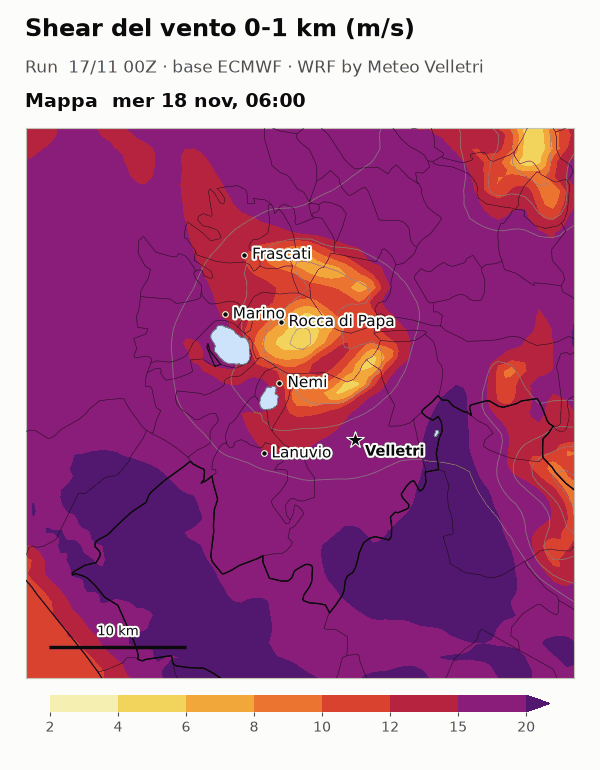 Shear del vento 0-1 km (m/s)
Run  17/11 00Z · base ECMWF · WRF by Meteo Velletri
Mappa  mer 18 nov, 06:00
Frascati
Marino
Rocca di Papa
Nemi
Velletri
Lanuvio
10 km
2 4 6 8 10 12 15 20